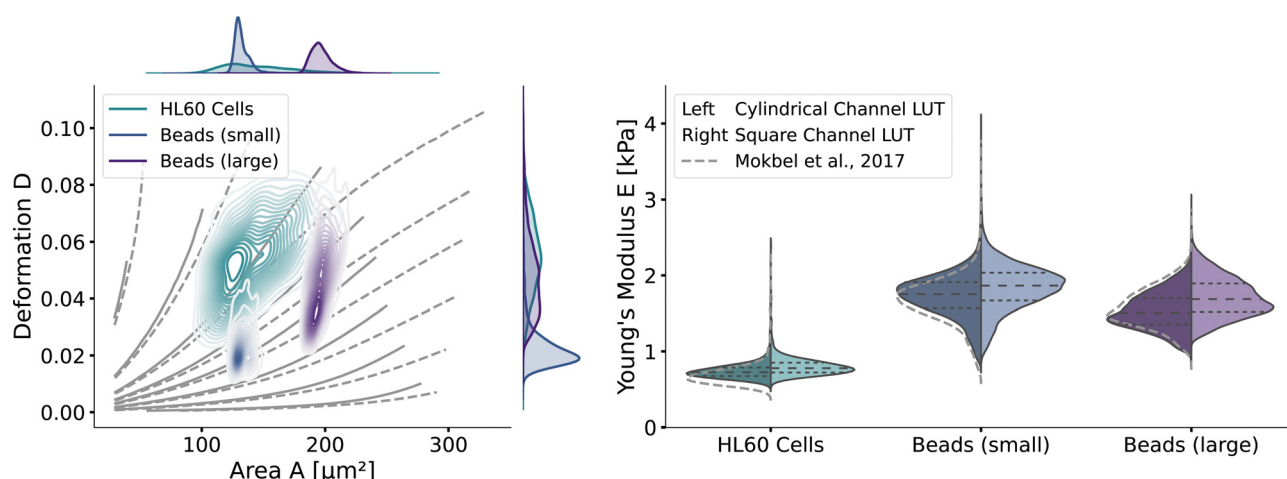 HL60 Cells
Beads (small)
Beads (large)
Deformation D
0.10
0.08
0.06
0.04
0.02
0.00
100
200
300
Area A [µm²]
Left Cylindrical Channel LUT
Right Square Channel LUT
Mokbel et al., 2017
Young's Modulus E [kPa]
4
3
2
1
0
HL60 Cells
Beads (small)
Beads (large)